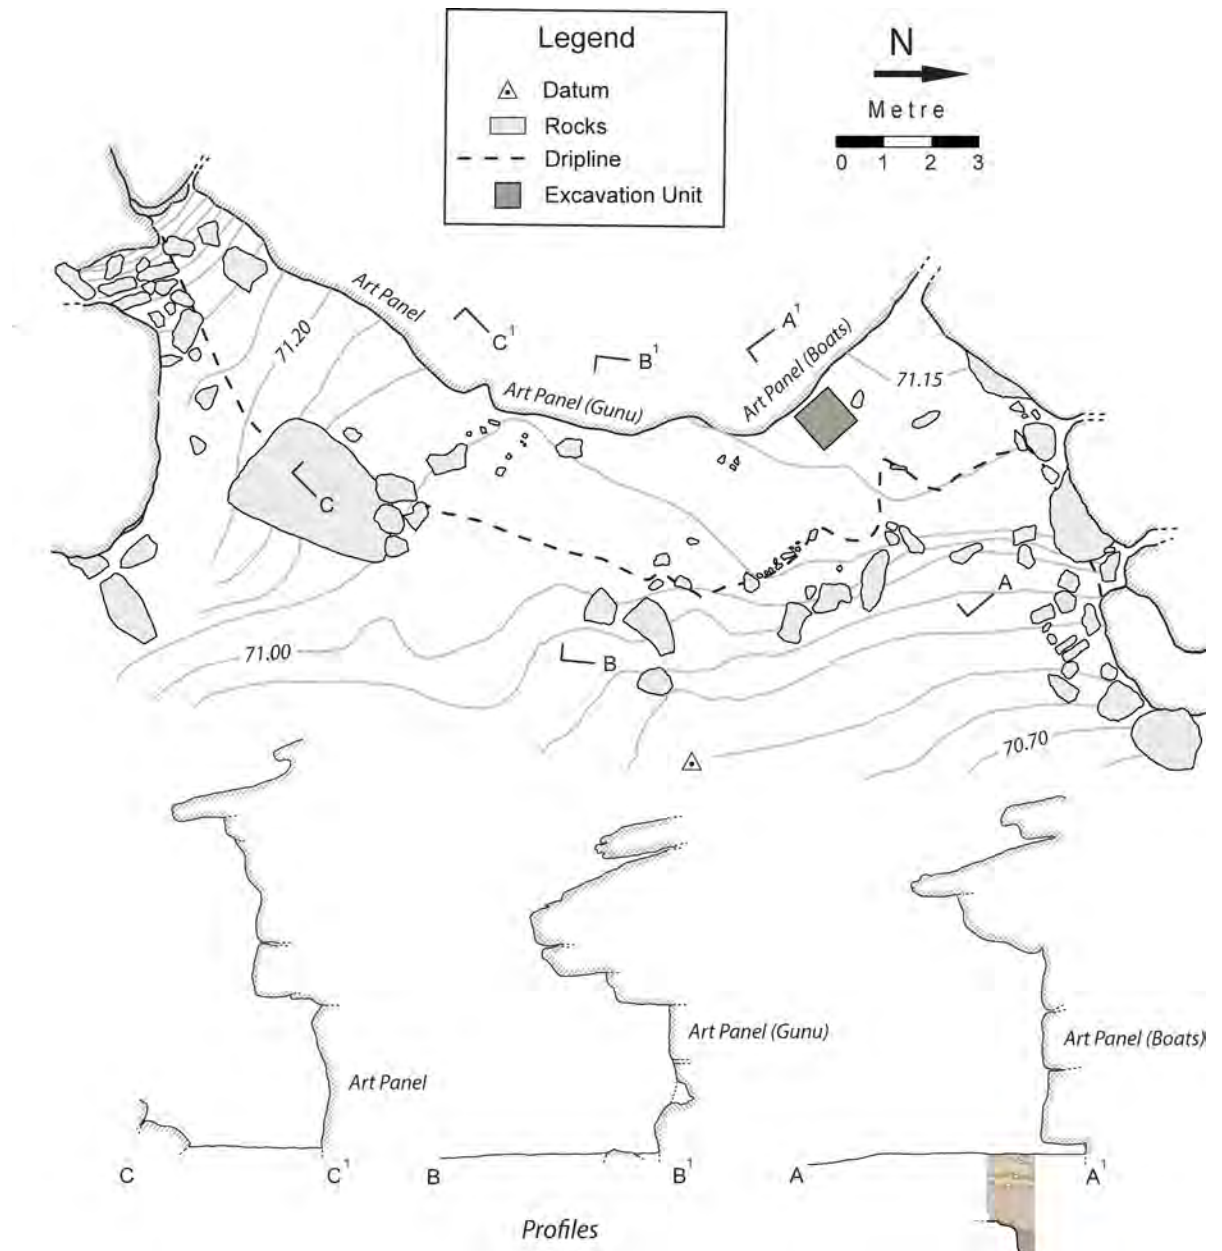 Legend
Datum
Rocks
Dripline
Excavation Unit
N
Metre
0 1 2 3
Art Panel
C¹
B¹
A¹
Art Panel (Gunu)
Art Panel (Boats)
71.20
71.15
C
A
B
71.00
70.70
Art Panel
Art Panel (Gunu)
Art Panel (Boats)
C C¹ B B¹ A A¹
Profiles